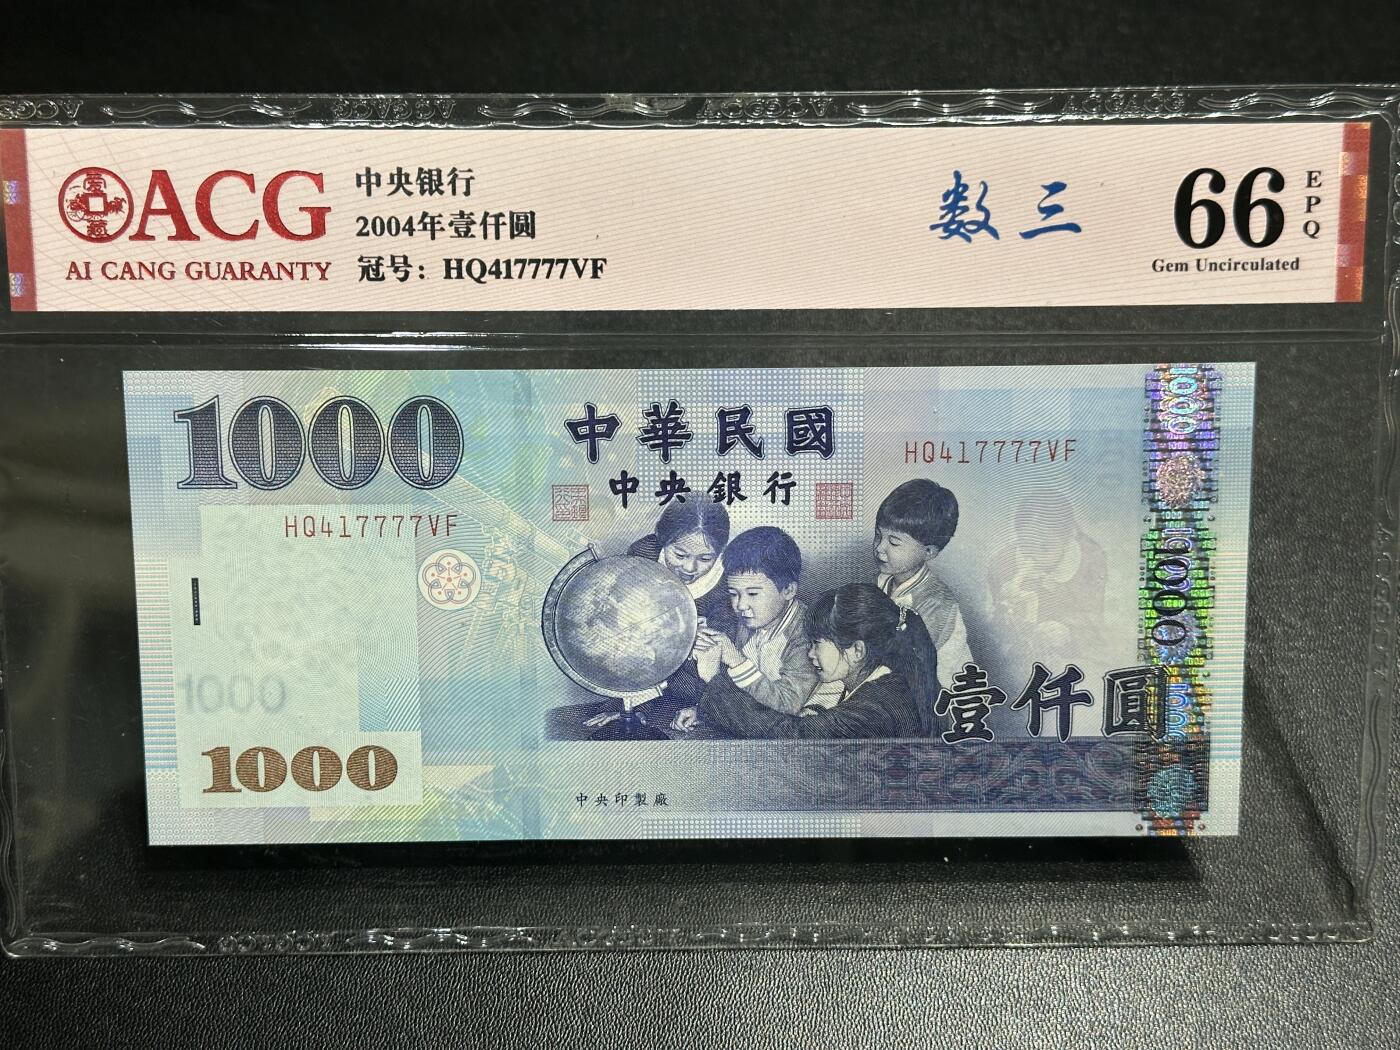 ACG
AI CANG GUARANTY
中央银行
2004年壹仟圆
冠号：HQ417777VF
数三
66
EPQ
Gem Uncirculated
1000
中華民國
中央銀行
HQ417777VF
HQ417777VF
1000
1000
壹仟圓
1000
中央印製廠